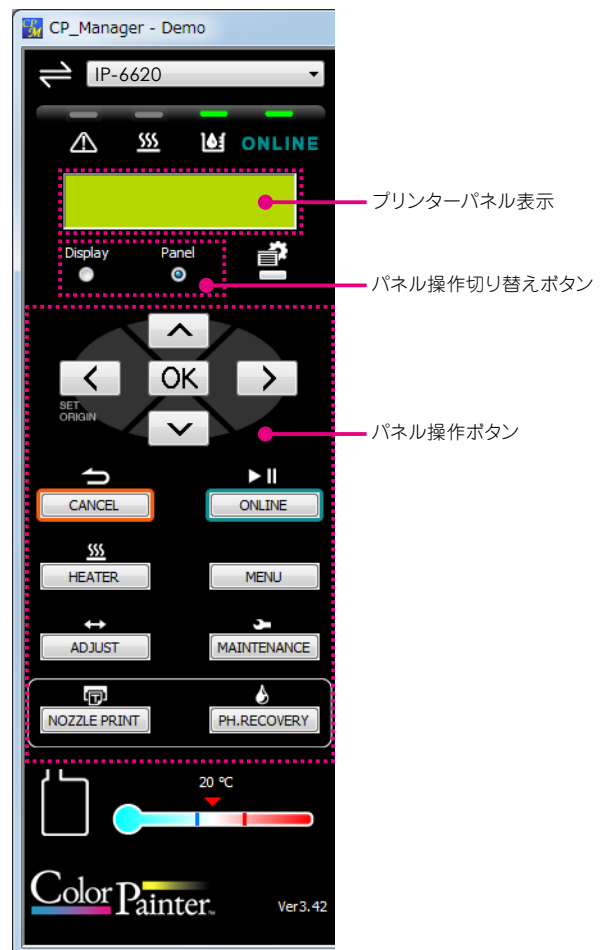 CP_Manager - Demo
IP-6620
ONLINE
プリンターパネル表示
Display Panel
パネル操作切り替えボタン
OK
SET
ORIGIN
パネル操作ボタン
CANCEL ONLINE
HEATER MENU
ADJUST MAINTENANCE
NOZZLE PRINT PH.RECOVERY
20 ℃
Color Painter™
Ver3.42